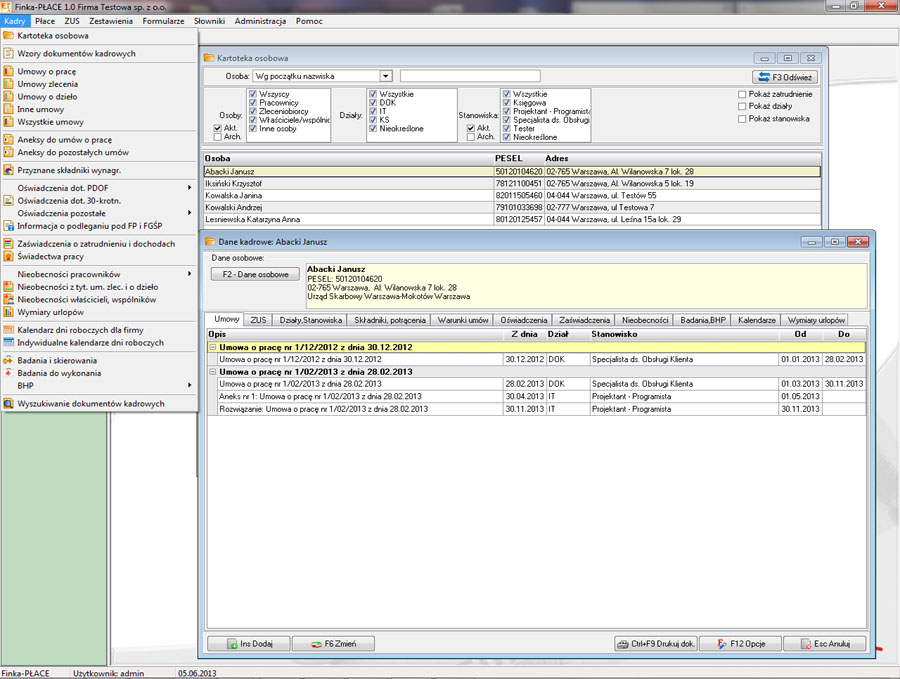 Finka-PŁACE 1.0 Firma Testowa sp. z o.o.
Kadry Płace ZUS Zestawienia Formularze Słowniki Administracja Pomoc
Kartoteka osobowa
Wzory dokumentów kadrowych
Umowy o pracę
Umowy zlecenia
Umowy o dzieło
Inne umowy
Wszystkie umowy
Aneksy do umów o pracę
Aneksy do pozostałych umów
Przyznane składniki wynagr.
Oświadczenia dot. PDOF
Oświadczenia dot. 30-krotn.
Oświadczenia pozostałe
Informacja o podleganiu pod FP i FGŚP
Zaświadczenia o zatrudnieniu i dochodach
Świadectwa pracy
Nieobecności pracowników
Nieobecności z tyt. um. zlec. i o dzieło
Nieobecności właścicieli, wspólników
Wymiary urlopów
Kalendarz dni roboczych dla firmy
Indywidualne kalendarze dni roboczych
Badania i skierowania
Badania do wykonania
BHP
Wyszukiwanie dokumentów kadrowych
Kartoteka osobowa
Osoba: Wg początku nazwiska
F3 Odśwież
Osoby:
Akt.
Arch.
Wszyscy
Pracownicy
Zleceniobiorcy
Właściciele/wspólnic
Inne osoby
Działy:
Wszystkie
DOK
IT
KS
Nieokreślone
Stanowiska:
Akt.
Arch.
Wszystkie
Księgowa
Projektant - Programista
Specjalista ds. Obsługi
Tester
Nieokreślone
Pokaż zatrudnienie
Pokaż działy
Pokaż stanowiska
Osoba PESEL Adres
Abacki Janusz 50120104620 02-765 Warszawa, Al. Wilanowska 7 lok. 28
Iksiński Krzysztof 78121100451 02-765 Warszawa, Al. Wilanowska 5 lok. 19
Kowalska Janina 82011505460 04-044 Warszawa, ul. Testów 55
Kowalski Andrzej 79101033698 02-777 Warszawa, ul Testowa 7
Lesniewska Katarzyna Anna 80120125457 04-044 Warszawa, ul. Leśna 15a lok. 29
Dane kadrowe: Abacki Janusz
Dane osobowe:
F2 - Dane osobowe
Abacki Janusz
PESEL: 50120104620
02-765 Warszawa, Al. Wilanowska 7 lok. 28
Urząd Skarbowy Warszawa-Mokotów Warszawa
Umowy ZUS Działy,Stanowiska Składniki, potrącenia Warunki umów Oświadczenia Zaświadczenia Nieobecności Badania,BHP Kalendarze Wymiary urlopów
Opis Z dnia Dział Stanowisko Od Do
Umowa o pracę nr 1/12/2012 z dnia 30.12.2012
Umowa o pracę nr 1/12/2012 z dnia 30.12.2012 30.12.2012 DOK Specjalista ds. Obsługi Klienta 01.01.2013 28.02.2013
Umowa o pracę nr 1/02/2013 z dnia 28.02.2013
Umowa o pracę nr 1/02/2013 z dnia 28.02.2013 28.02.2013 DOK Specjalista ds. Obsługi Klienta 01.03.2013 30.11.2013
Aneks nr 1: Umowa o pracę nr 1/02/2013 z dnia 28.02.2013 30.04.2013 IT Projektant - Programista 01.05.2013
Rozwiązanie: Umowa o pracę nr 1/02/2013 z dnia 28.02.2013 30.11.2013 IT Projektant - Programista 30.11.2013
Ins Dodaj F6 Zmień Ctrl+F9 Drukuj dok. F12 Opcje Esc Anuluj
Finka-PŁACE Użytkownik: admin 05.06.2013